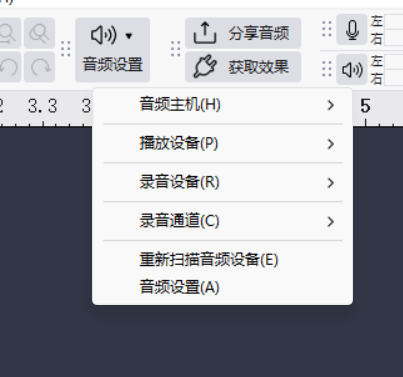 音频设置
分享音频
获取效果
左
右
左
右
3.3
3
5
音频主机(H)
播放设备(P)
录音设备(R)
录音通道(C)
重新扫描音频设备(E)
音频设置(A)